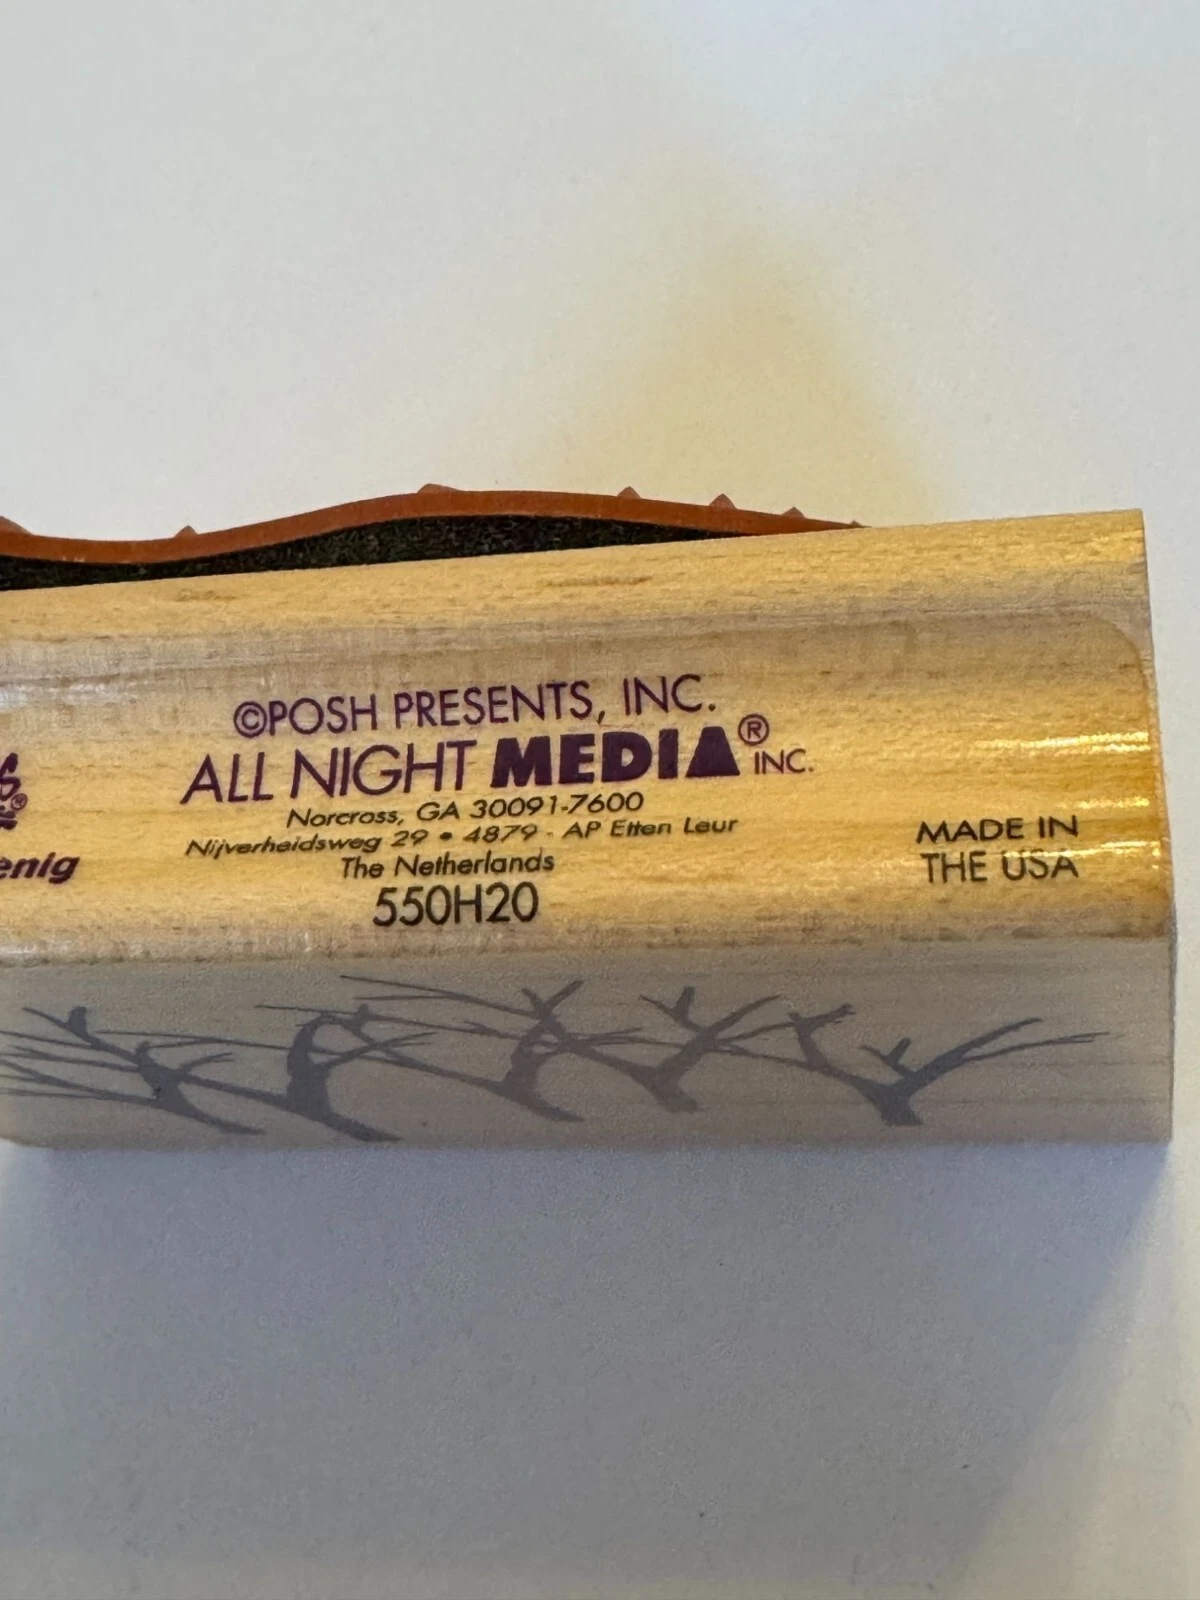 ©POSH PRESENTS, INC.
ALL NIGHT MEDIA® INC.
Norcross, GA 30091-7600
Nijverheidsweg 29 • 4879 - AP Etten Leur
The Netherlands
550H20
MADE IN
THE USA
enig